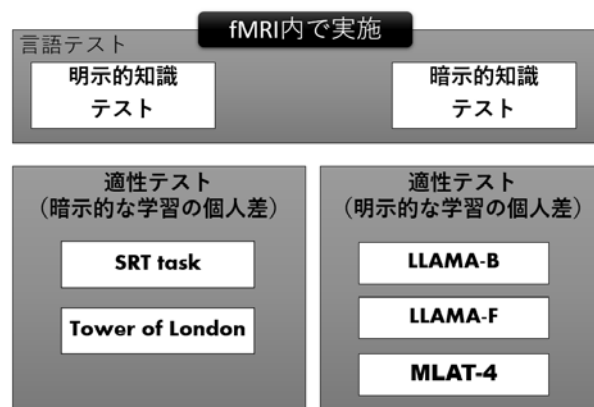 fMRI内で実施
言語テスト
明示的知識
テスト
暗示的知識
テスト
適性テスト
（暗示的な学習の個人差）
SRT task
Tower of London
適性テスト
（明示的な学習の個人差）
LLAMA-B
LLAMA-F
MLAT-4